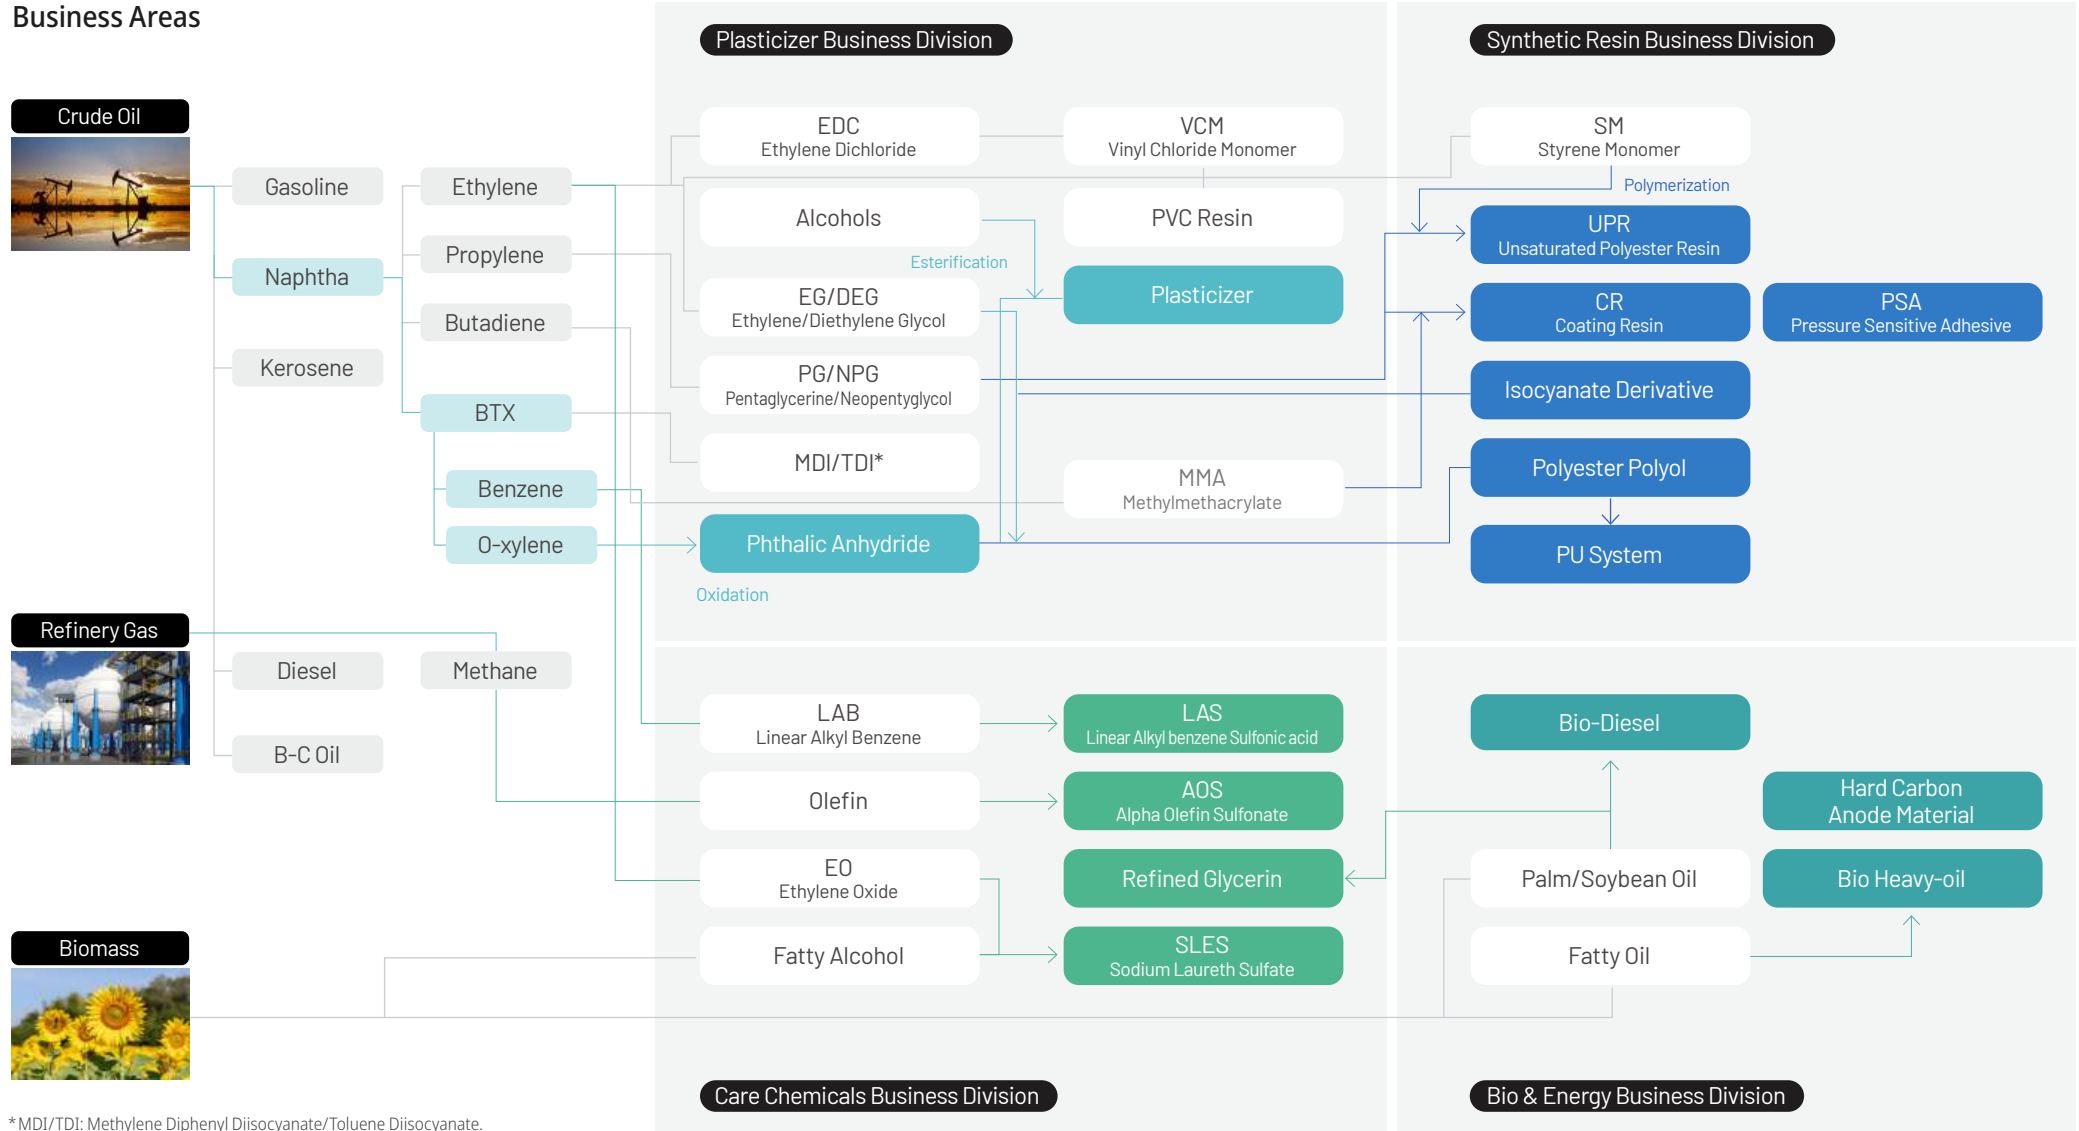 Business Areas
Crude Oil
Gasoline
Naphtha
Kerosene
Ethylene
Propylene
Butadiene
BTX
Benzene
O-xylene
Refinery Gas
Diesel
B-C Oil
Methane
Biomass
Plasticizer Business Division
EDC
Ethylene Dichloride
VCM
Vinyl Chloride Monomer
Alcohols
PVC Resin
Esterification
EG/DEG
Ethylene/Diethylene Glycol
Plasticizer
PG/NPG
Pentaglycerine/Neopentyglycol
MDI/TDI*
MMA
Methylmethacrylate
Phthalic Anhydride
Oxidation
Synthetic Resin Business Division
SM
Styrene Monomer
Polymerization
UPR
Unsaturated Polyester Resin
CR
Coating Resin
PSA
Pressure Sensitive Adhesive
Isocyanate Derivative
Polyester Polyol
PU System
LAB
Linear Alkyl Benzene
LAS
Linear Alkyl benzene Sulfonic acid
Olefin
AOS
Alpha Olefin Sulfonate
EO
Ethylene Oxide
Refined Glycerin
Fatty Alcohol
SLES
Sodium Laureth Sulfate
Care Chemicals Business Division
Bio-Diesel
Hard Carbon
Anode Material
Palm/Soybean Oil
Bio Heavy-oil
Fatty Oil
Bio & Energy Business Division
*MDI/TDI: Methylene Diphenyl Diisocyanate/Toluene Diisocyanate.